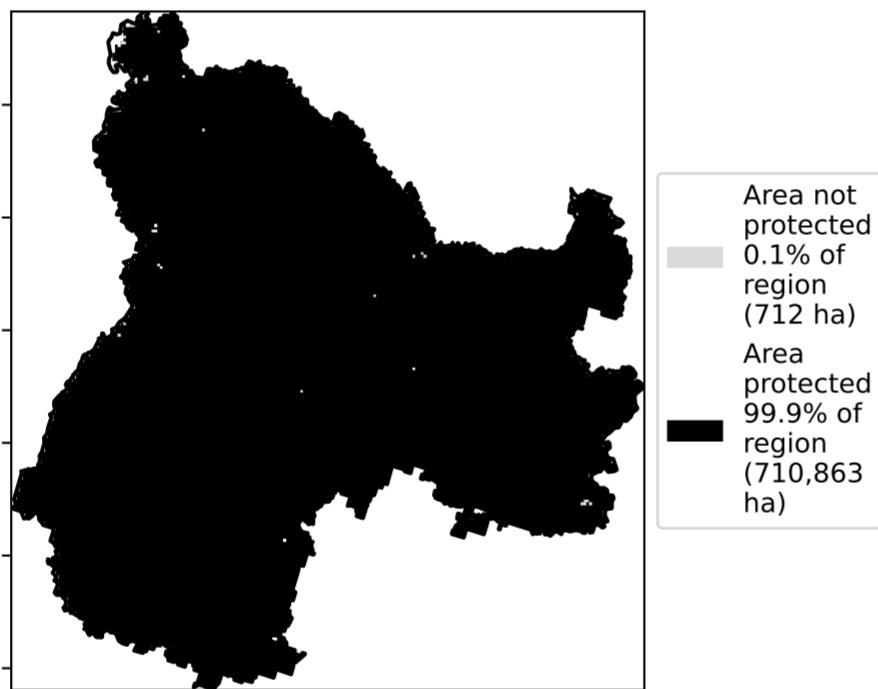 Area not
protected
0.1% of
region
(712 ha)
Area
protected
99.9% of
region
(710,863
ha)